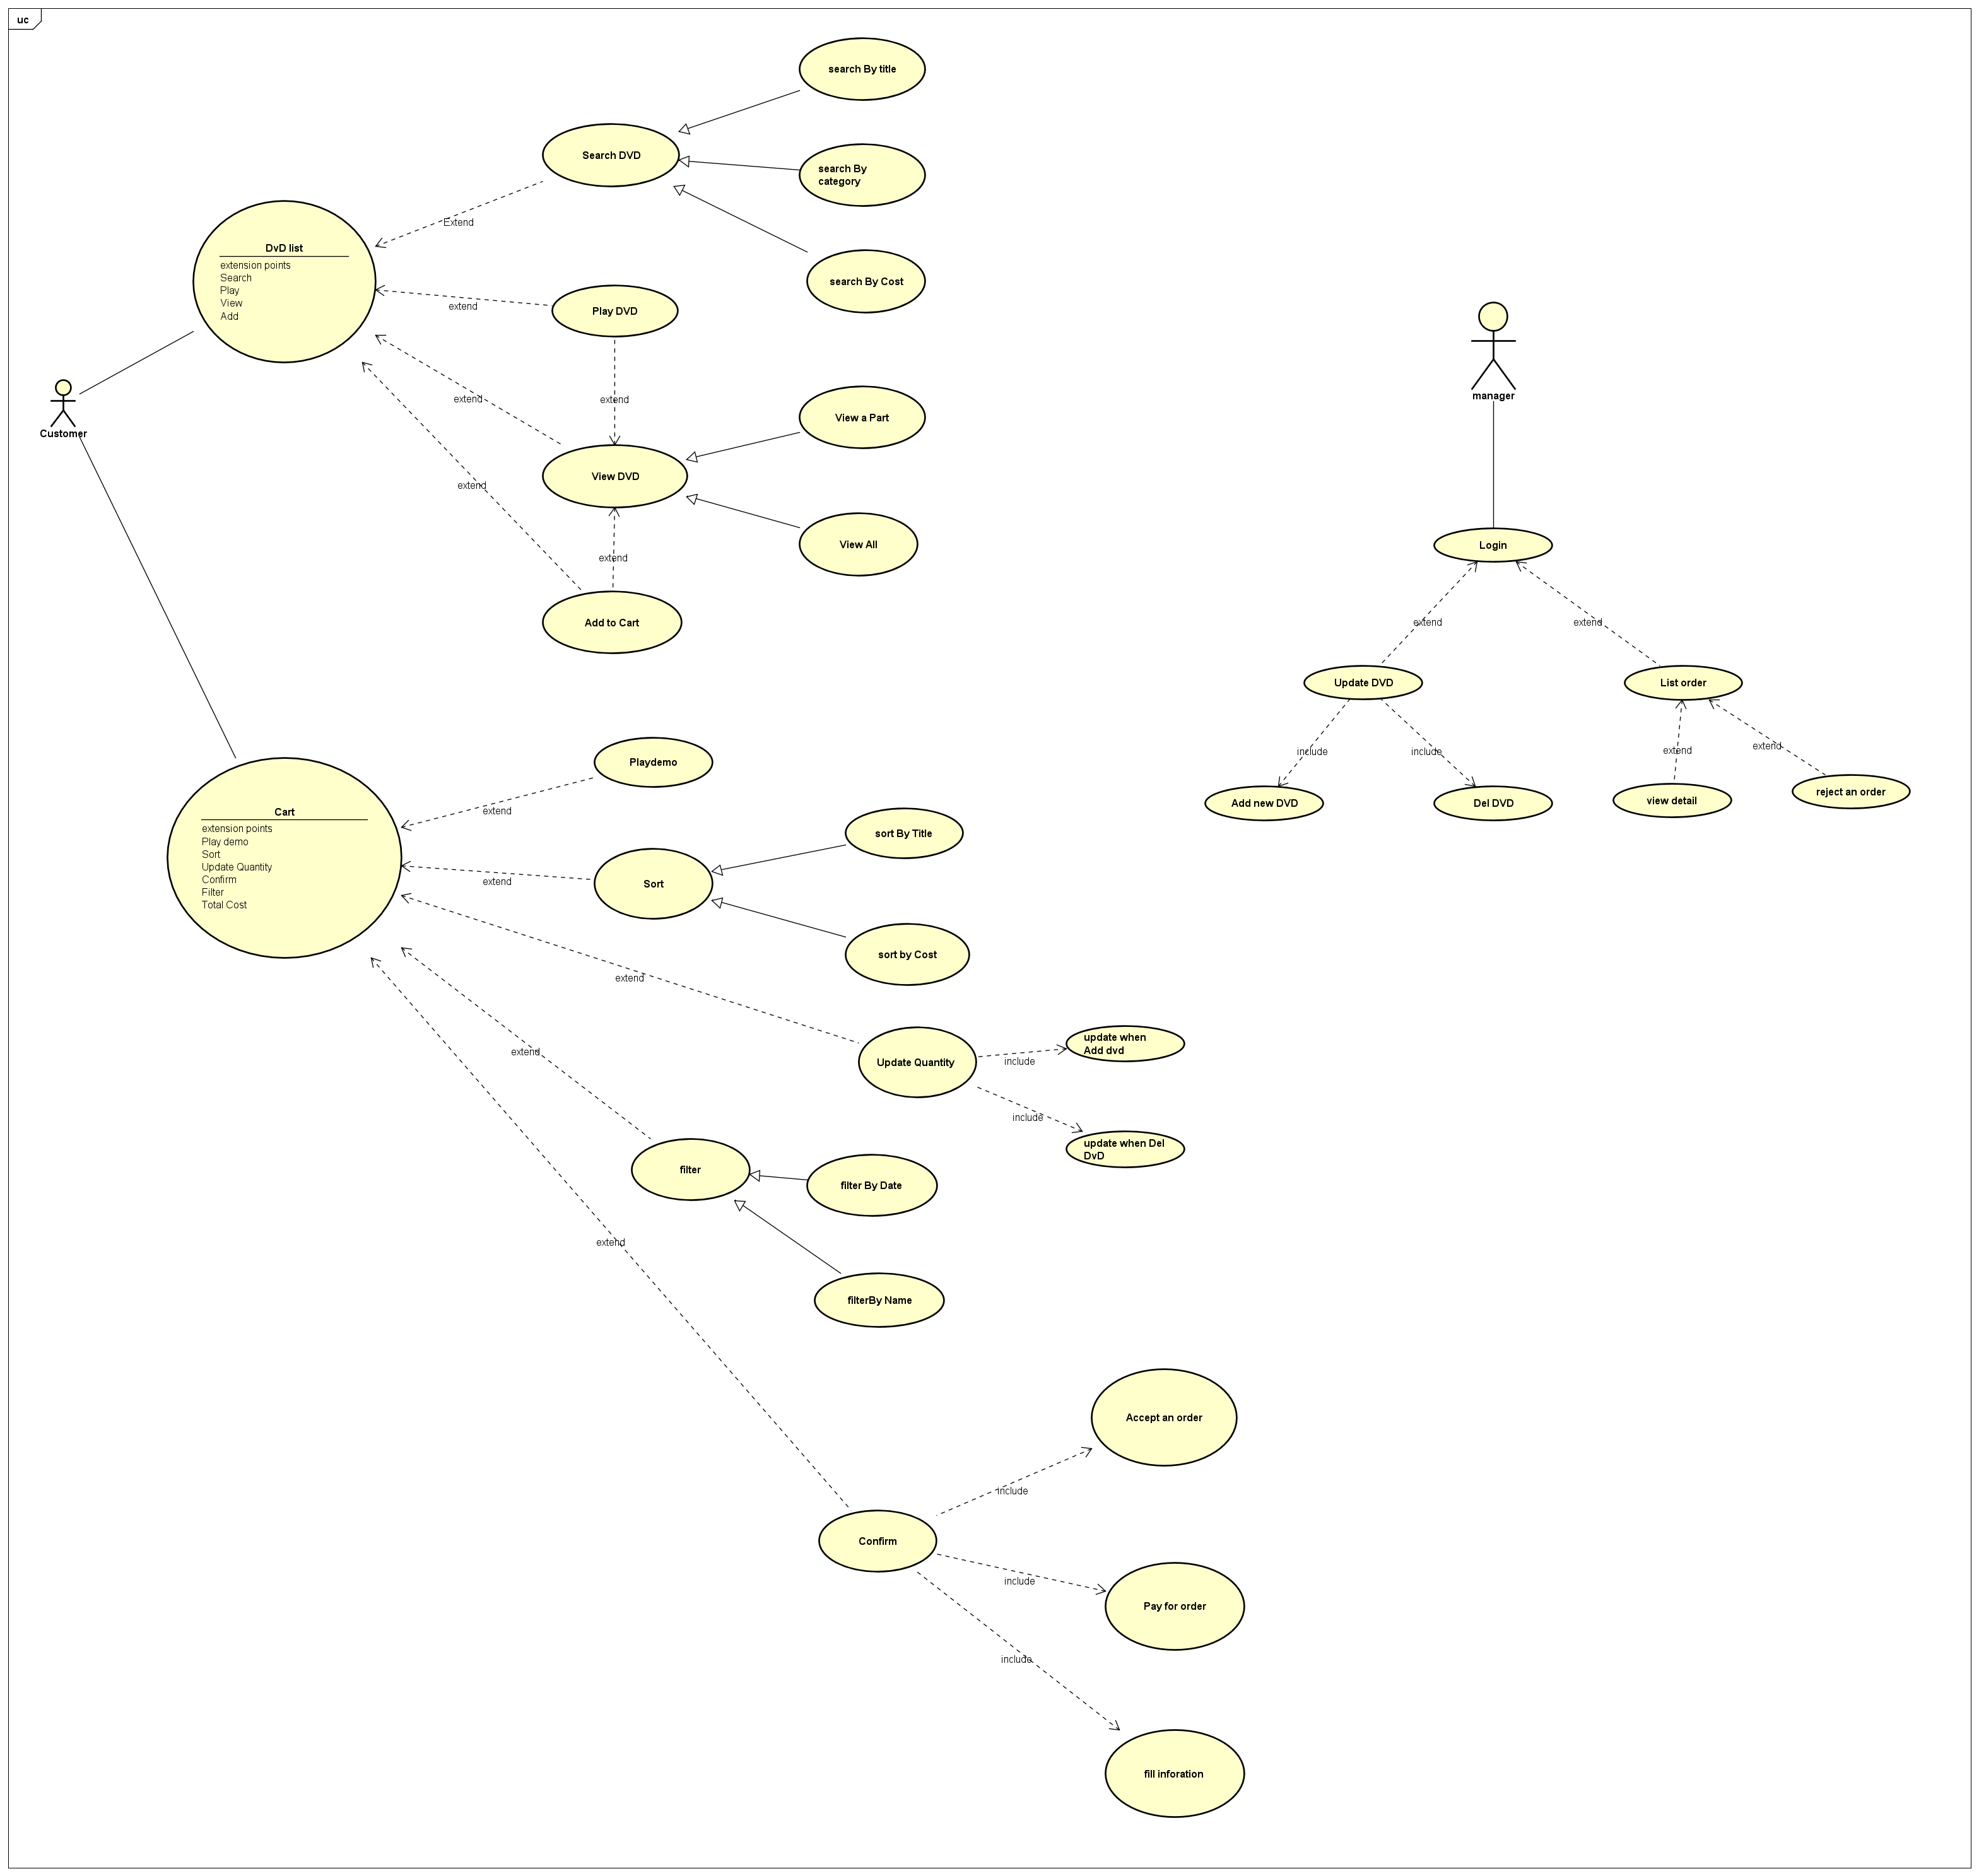 uc
search By title
Search DVD
search By
category
Extend
DvD list
extension points
Search
Play
View
Add
search By Cost
extend
Play DVD
manager
extend
extend
View a Part
Customer
View DVD
extend
View All
Login
extend
Add to Cart
extend
extend
Update DVD
List order
include
include
extend
extend
Add new DVD
Del DVD
view detail
reject an order
Playdemo
extend
Cart
extension points
Play demo
Sort
Update Quantity
Confirm
Filter
Total Cost
sort By Title
extend
Sort
sort by Cost
extend
extend
Update Quantity
include
update when
Add dvd
include
update when Del
DvD
filter
filter By Date
extend
filterBy Name
Accept an order
include
Confirm
include
Pay for order
include
fill inforation